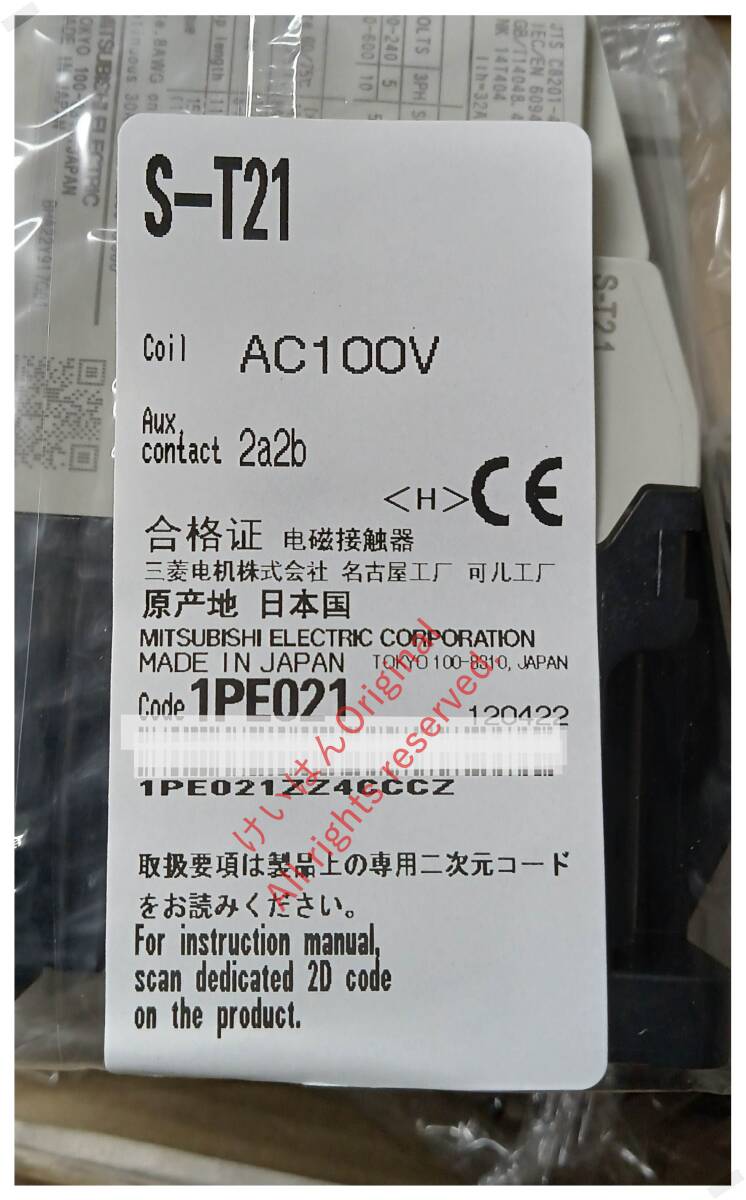 S-T21
Coil AC100V
Aux.
contact 2a2b
<H> CE
合格证 电磁接触器
三菱电机株式会社 名古屋工厂 可儿工厂
原产地 日本国
MITSUBISHI ELECTRIC CORPORATION
MADE IN JAPAN TOKYO 100-8310, JAPAN
Code 1PE021 120422
1PE021ZZ4CCCZ
取扱要項は製品上の専用二次元コード
をお読みください。
For instruction manual,
scan dedicated 2D code
on the product.
けいはんOriginal
All rights reserved.
S-T21
MITSUBISHI ELECTRIC